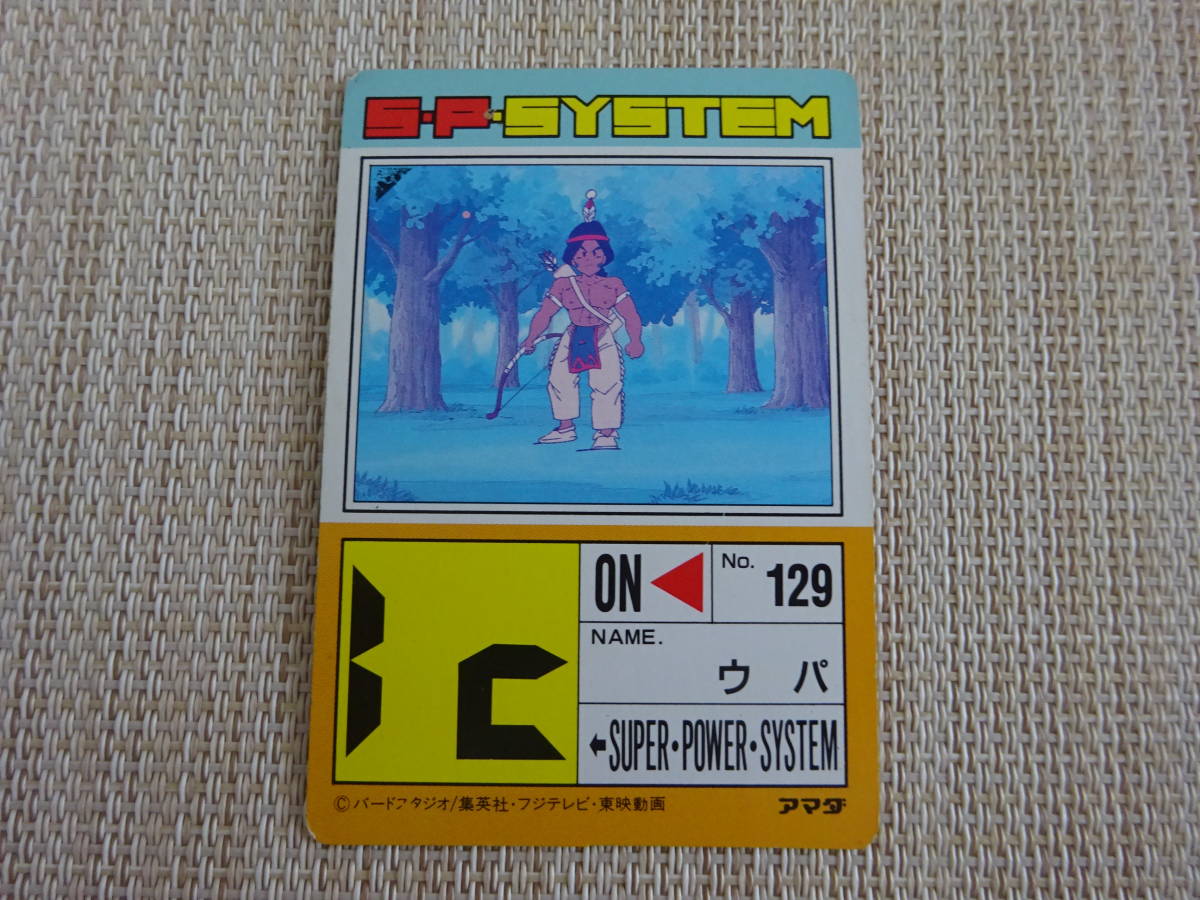 S·P·SYSTEM
ON
No. 129
NAME.
ウパ
←SUPER・POWER・SYSTEM
©バードスタジオ/集英社・フジテレビ・東映動画
アマダ